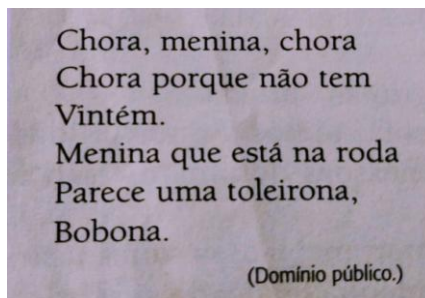 Chora, menina, chora
Chora porque não tem
Vintém.
Menina que está na roda
Parece uma toleirona,
Bobona.
(Domínio público.)